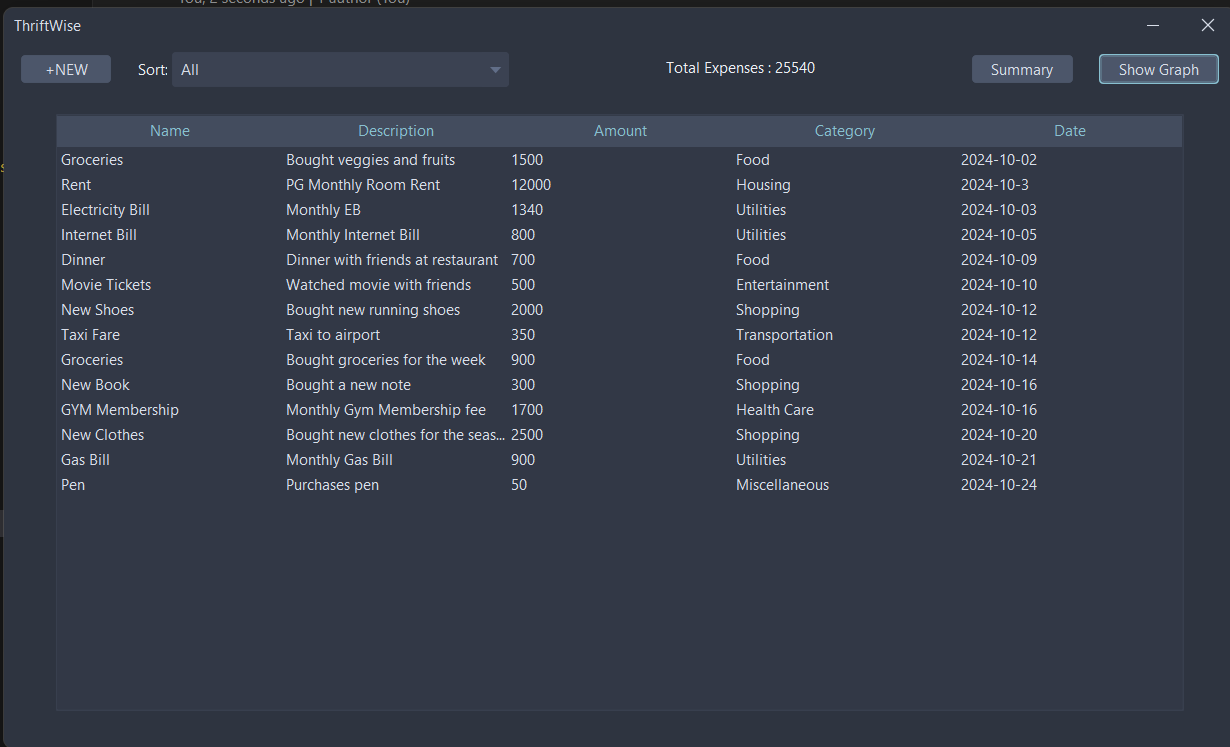 You, 2 seconds ago | 1 author (You)
ThriftWise
+NEW Sort: All Total Expenses : 25540 Summary Show Graph
Name Description Amount Category Date
Groceries Bought veggies and fruits 1500 Food 2024-10-02
Rent PG Monthly Room Rent 12000 Housing 2024-10-3
Electricity Bill Monthly EB 1340 Utilities 2024-10-03
Internet Bill Monthly Internet Bill 800 Utilities 2024-10-05
Dinner Dinner with friends at restaurant 700 Food 2024-10-09
Movie Tickets Watched movie with friends 500 Entertainment 2024-10-10
New Shoes Bought new running shoes 2000 Shopping 2024-10-12
Taxi Fare Taxi to airport 350 Transportation 2024-10-12
Groceries Bought groceries for the week 900 Food 2024-10-14
New Book Bought a new note 300 Shopping 2024-10-16
GYM Membership Monthly Gym Membership fee 1700 Health Care 2024-10-16
New Clothes Bought new clothes for the seas... 2500 Shopping 2024-10-20
Gas Bill Monthly Gas Bill 900 Utilities 2024-10-21
Pen Purchases pen 50 Miscellaneous 2024-10-24